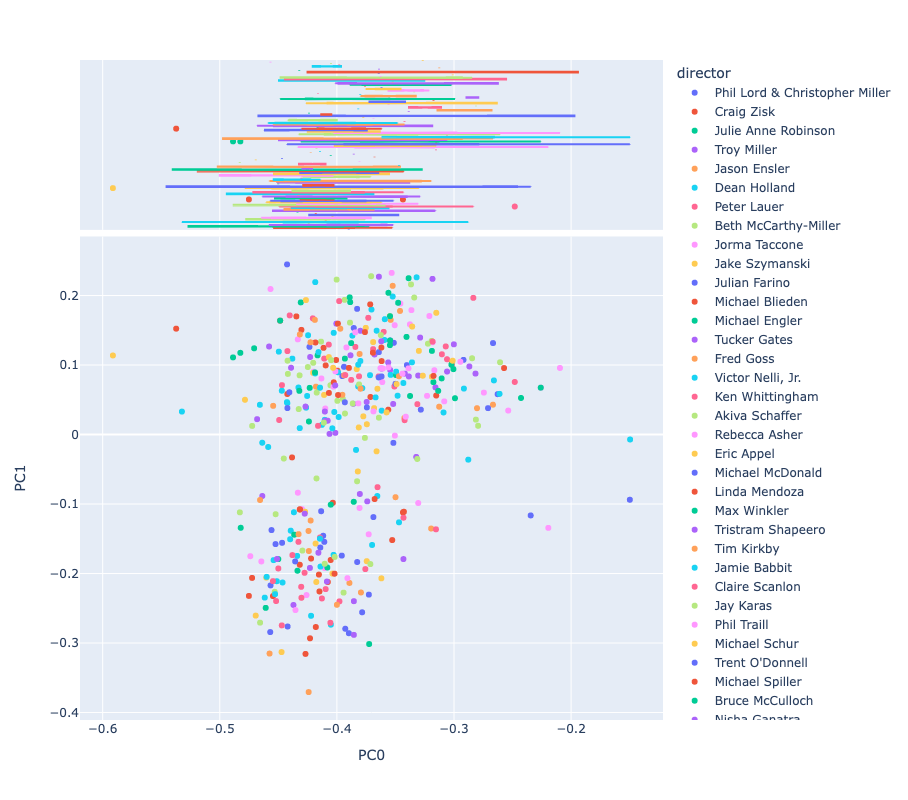 director
Phil Lord & Christopher Miller
Craig Zisk
Julie Anne Robinson
Troy Miller
Jason Ensler
Dean Holland
Peter Lauer
Beth McCarthy-Miller
Jorma Taccone
Jake Szymanski
Julian Farino
Michael Blieden
Michael Engler
Tucker Gates
Fred Goss
Victor Nelli, Jr.
Ken Whittingham
Akiva Schaffer
Rebecca Asher
Eric Appel
Michael McDonald
Linda Mendoza
Max Winkler
Tristram Shapeero
Tim Kirkby
Jamie Babbit
Claire Scanlon
Jay Karas
Phil Traill
Michael Schur
Trent O'Donnell
Michael Spiller
Bruce McCulloch
Nisha Ganatra
0.2
0.1
0
−0.1
−0.2
−0.3
−0.4
PC1
−0.6
−0.5
−0.4
−0.3
−0.2
PC0